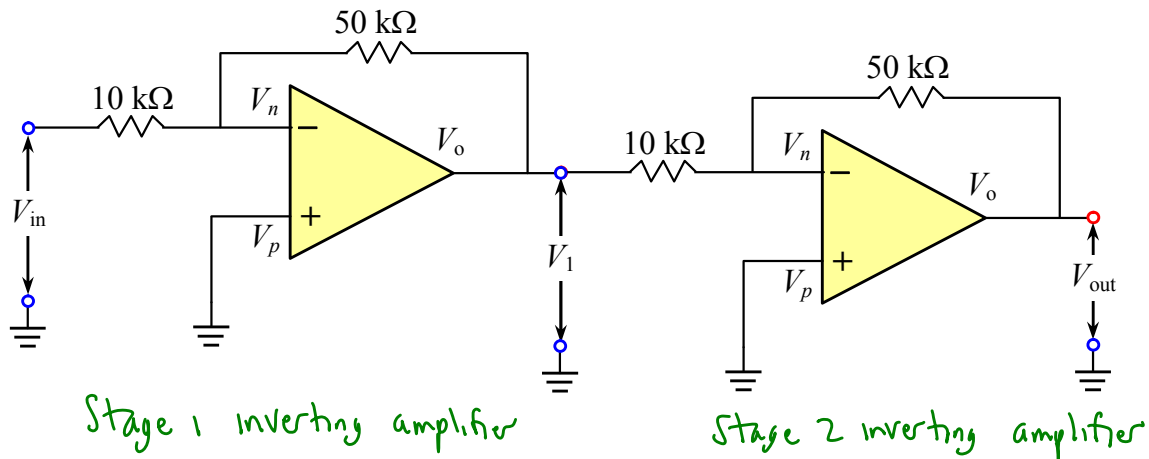 50 kΩ
50 kΩ
10 kΩ
Vn
Vo
10 kΩ
Vn
Vo
Vin
+
Vp
V1
+
Vp
Vout
Stage 1 inverting amplifier
Stage 2 inverting amplifier